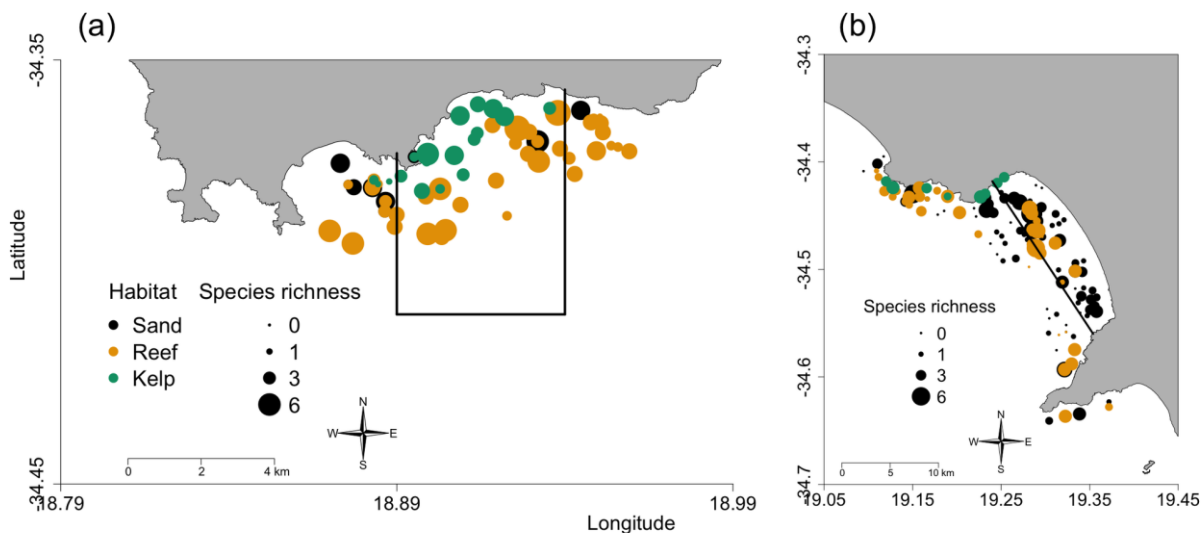 (a)
-34.35
-34.45
Latitude
18.79
18.89
18.99
Longitude
Habitat
Sand
Reef
Kelp
Species richness
0
1
3
6
N
W
E
S
0
2
4 km
(b)
-34.3
-34.4
-34.5
-34.6
-34.7
19.05
19.15
19.25
19.35
19.45
Species richness
0
1
3
6
N
W
E
S
0
5
10 km